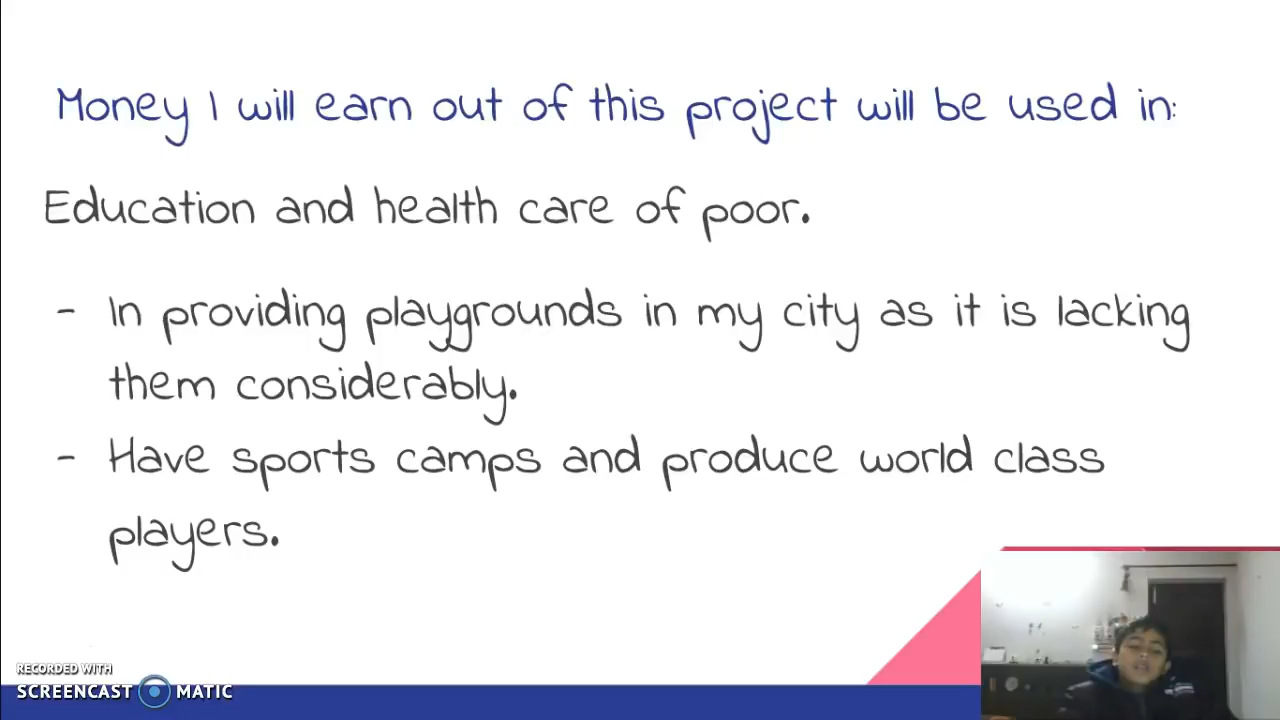 Money I will earn out of this project will be used in:
Education and health care of poor.
- In providing playgrounds in my city as it is lacking
them considerably.
- Have sports camps and produce world class
players.
RECORDED WITH
SCREENCAST MATIC